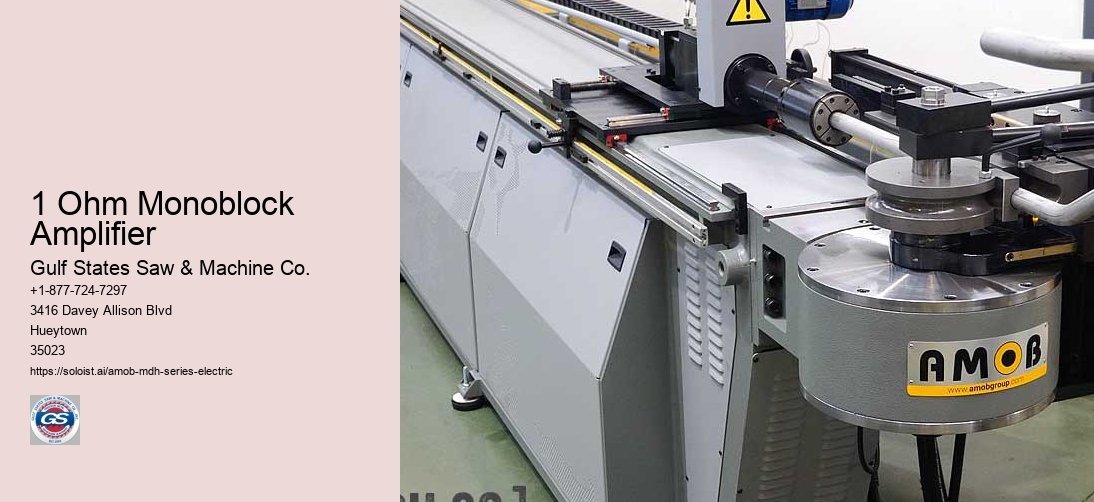 1 Ohm Monoblock
Amplifier
Gulf States Saw & Machine Co.
+1-877-724-7297
3416 Davey Allison Blvd
Hueytown
35023
https://soloist.ai/amob-mdh-series-electric
GS
AMOB
www.amobgroup.com